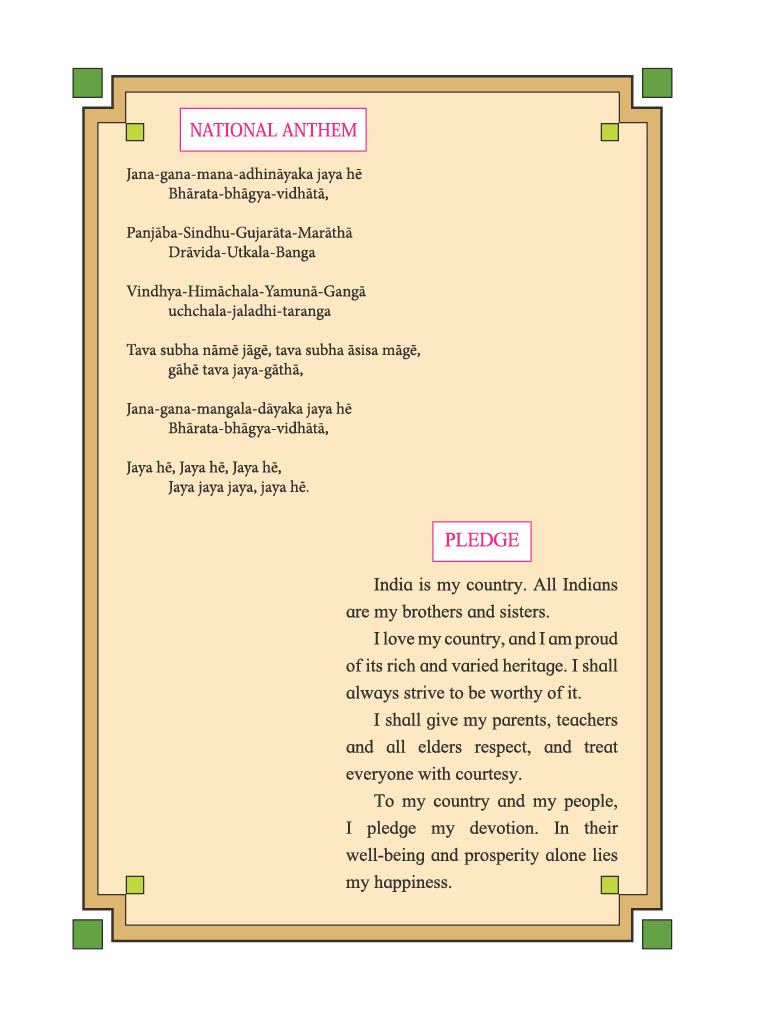 NATIONAL ANTHEM
Jana-gana-mana-adhināyaka jaya hē
Bhārata-bhāgya-vidhātā,
Panjāba-Sindhu-Gujarāta-Marāthā
Drāvida-Utkala-Banga
Vindhya-Himāchala-Yamunā-Gangā
uchchala-jaladhi-taranga
Tava subha nāmē jāgē, tava subha āsisa māgē,
gāhē tava jaya-gāthā,
Jana-gana-mangala-dāyaka jaya hē
Bhārata-bhāgya-vidhātā,
Jaya hē, Jaya hē, Jaya hē,
Jaya jaya jaya, jaya hē.
PLEDGE
India is my country. All Indians
are my brothers and sisters.
I love my country, and I am proud
of its rich and varied heritage. I shall
always strive to be worthy of it.
I shall give my parents, teachers
and all elders respect, and treat
everyone with courtesy.
To my country and my people,
I pledge my devotion. In their
well-being and prosperity alone lies
my happiness.